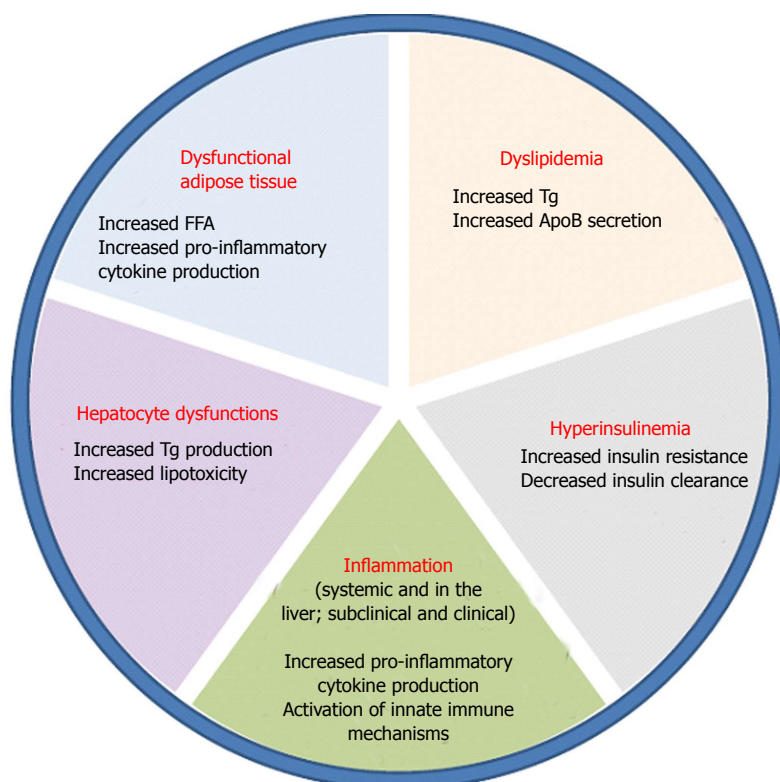 Dysfunctional
adipose tissue
Increased FFA
Increased pro-inflammatory
cytokine production
Dyslipidemia
Increased Tg
Increased ApoB secretion
Hyperinsulinemia
Increased insulin resistance
Decreased insulin clearance
Inflammation
(systemic and in the
liver; subclinical and clinical)
Increased pro-inflammatory
cytokine production
Activation of innate immune
mechanisms
Hepatocyte dysfunctions
Increased Tg production
Increased lipotoxicity